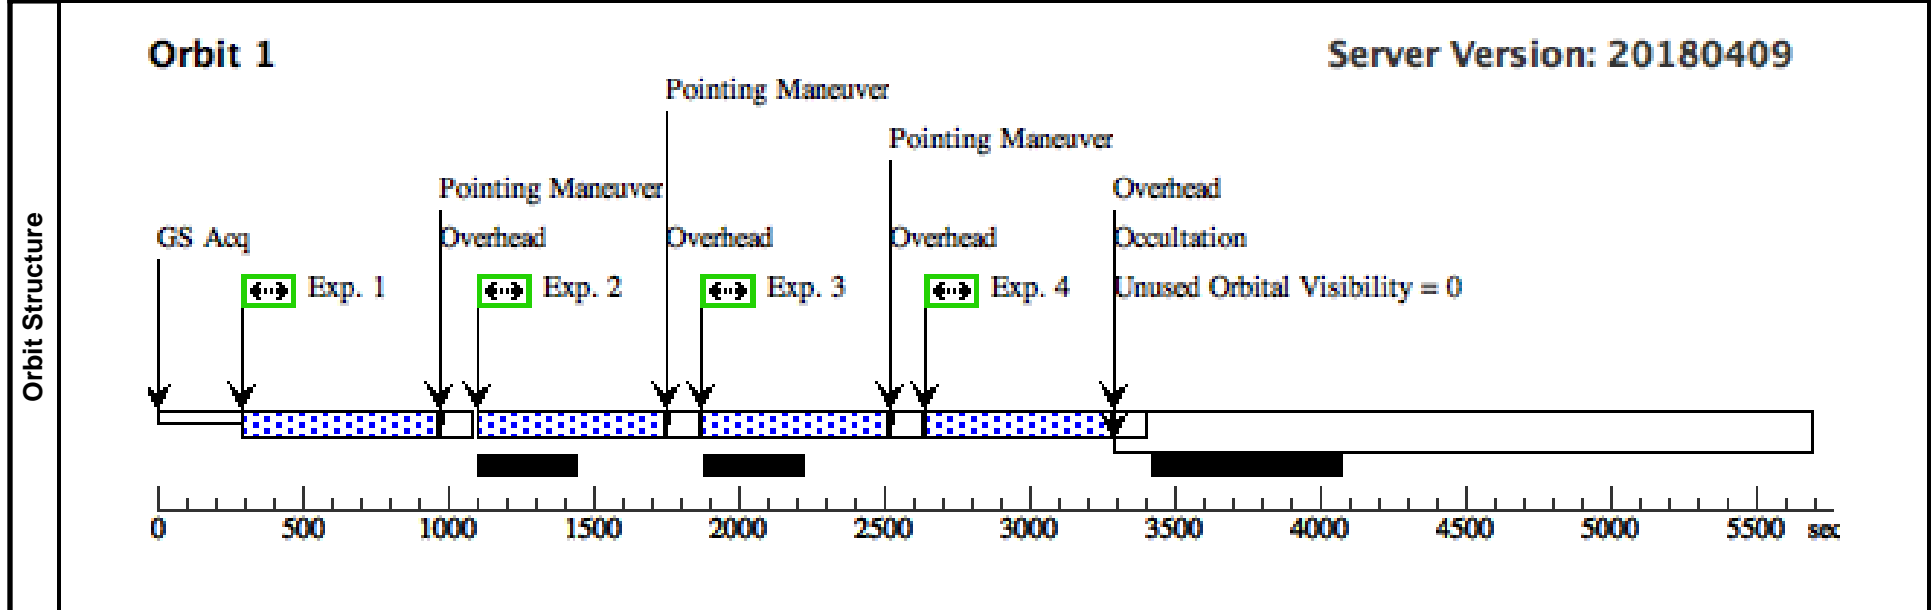 Orbit 1
Server Version: 20180409
Pointing Maneuver
Pointing Maneuver
Pointing Maneuver
Overhead
GS Acq
Overhead
Overhead
Overhead
Occultation
Exp. 1
Exp. 2
Exp. 3
Exp. 4
Unused Orbital Visibility = 0
Orbit Structure
0 500 1000 1500 2000 2500 3000 3500 4000 4500 5000 5500 sec